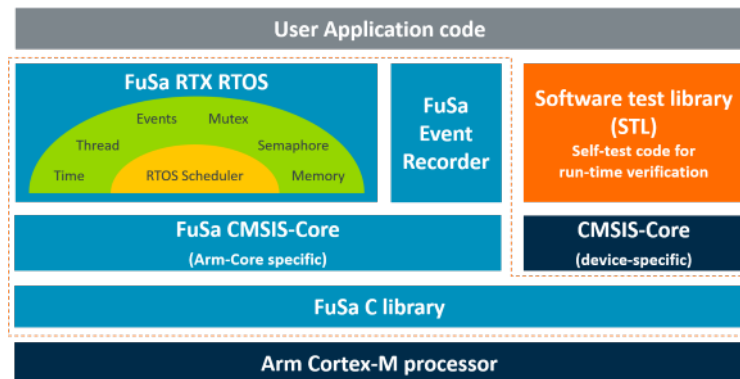 User Application code
FuSa RTX RTOS
Events
Mutex
Thread
Semaphore
Time
RTOS Scheduler
Memory
FuSa
Event
Recorder
Software test library
(STL)
Self-test code for
run-time verification
FuSa CMSIS-Core
(Arm-Core specific)
CMSIS-Core
(device-specific)
FuSa C library
Arm Cortex-M processor